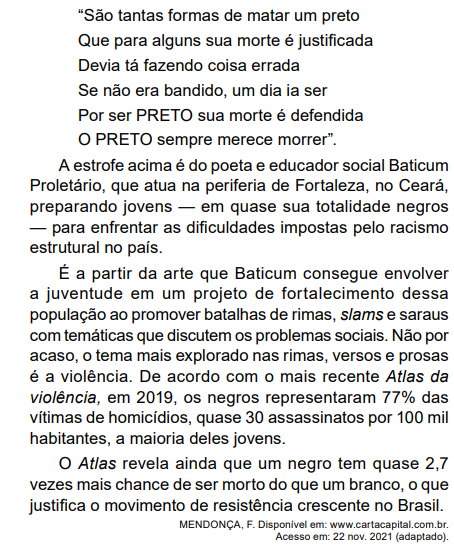 “São tantas formas de matar um preto
Que para alguns sua morte é justificada
Devia tá fazendo coisa errada
Se não era bandido, um dia ia ser
Por ser PRETO sua morte é defendida
O PRETO sempre merece morrer”.
A estrofe acima é do poeta e educador social Baticum
Proletário, que atua na periferia de Fortaleza, no Ceará,
preparando jovens — em quase sua totalidade negros
— para enfrentar as dificuldades impostas pelo racismo
estrutural no país.
É a partir da arte que Baticum consegue envolver
a juventude em um projeto de fortalecimento dessa
população ao promover batalhas de rimas, slams e saraus
com temáticas que discutem os problemas sociais. Não por
acaso, o tema mais explorado nas rimas, versos e prosas
é a violência. De acordo com o mais recente Atlas da
violência, em 2019, os negros representaram 77% das
vítimas de homicídios, quase 30 assassinatos por 100 mil
habitantes, a maioria deles jovens.
O Atlas revela ainda que um negro tem quase 2,7
vezes mais chance de ser morto do que um branco, o que
justifica o movimento de resistência crescente no Brasil.
MENDONÇA, F. Disponível em: www.cartacapital.com.br.
Acesso em: 22 nov. 2021 (adaptado).